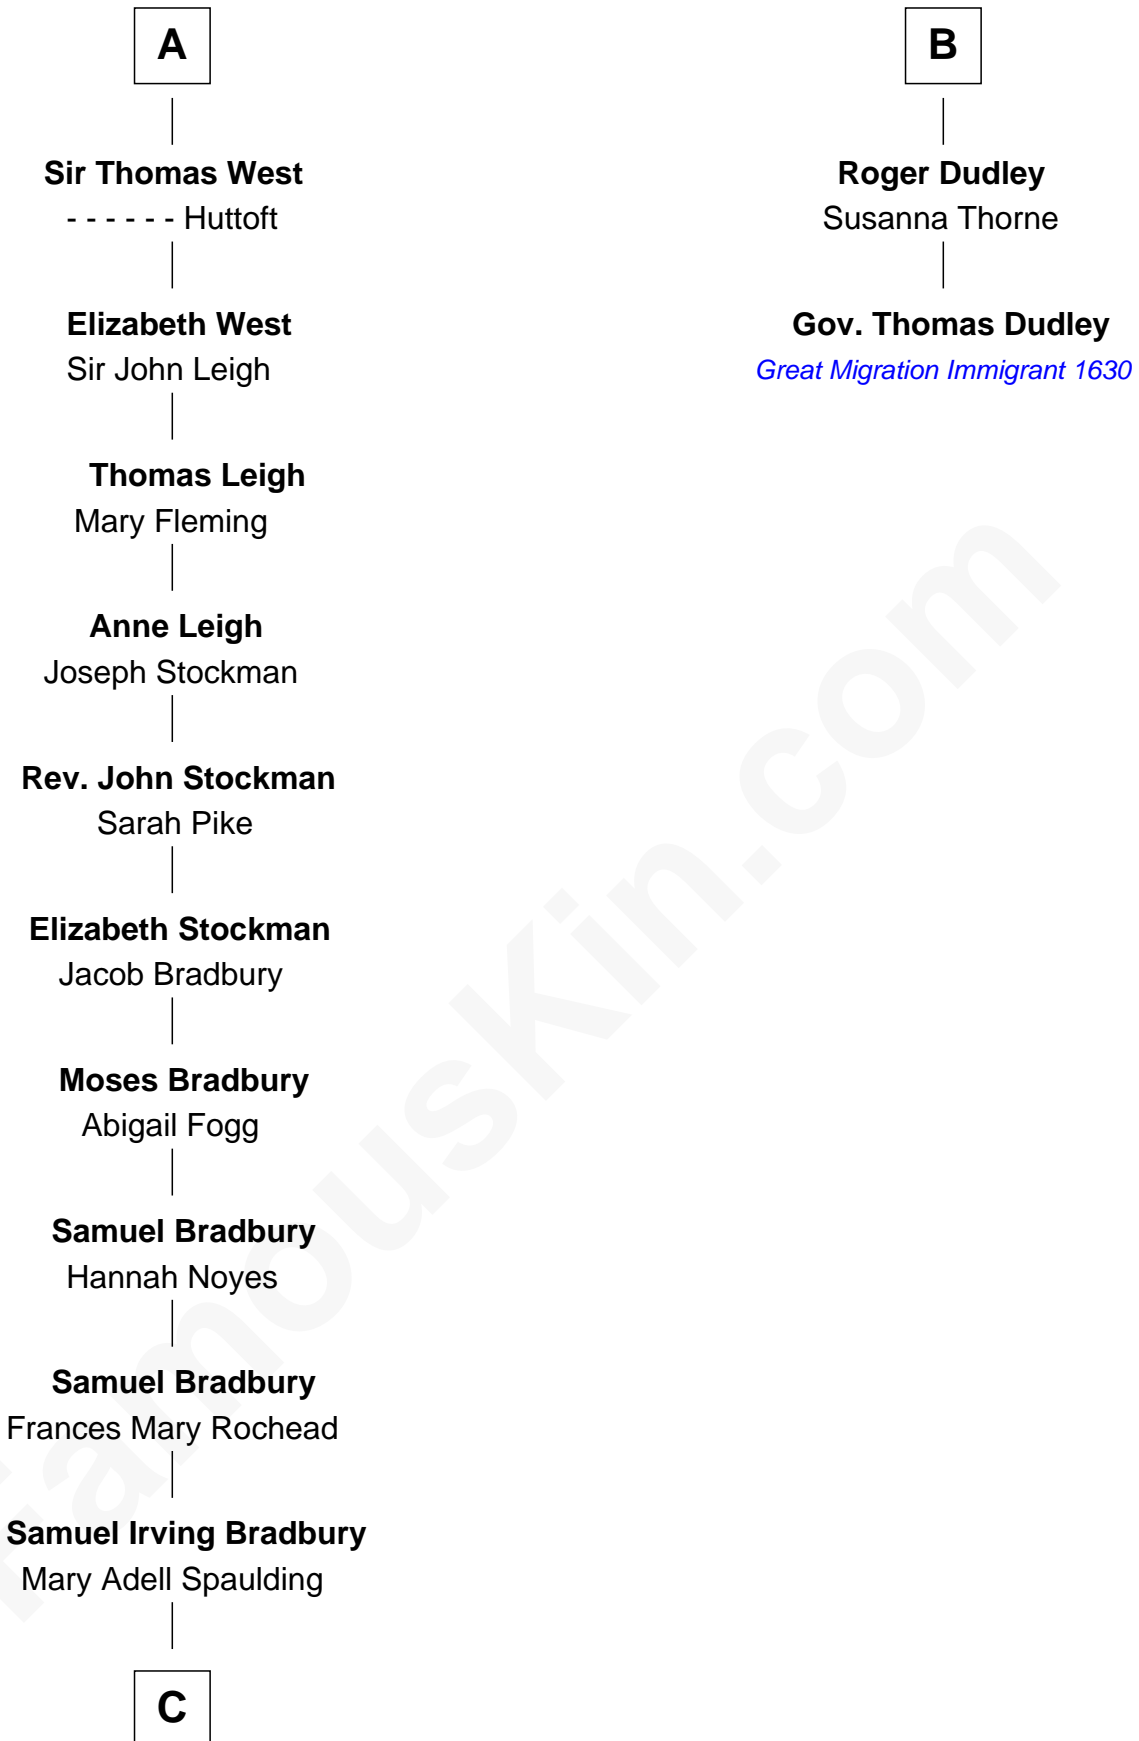 A
Sir Thomas West
- - - - - - Huttoft
Elizabeth West
Sir John Leigh
Thomas Leigh
Mary Fleming
Anne Leigh
Joseph Stockman
Rev. John Stockman
Sarah Pike
Elizabeth Stockman
Jacob Bradbury
Moses Bradbury
Abigail Fogg
Samuel Bradbury
Hannah Noyes
Samuel Bradbury
Frances Mary Rochead
Samuel Irving Bradbury
Mary Adell Spaulding
C
B
Roger Dudley
Susanna Thorne
Gov. Thomas Dudley
Great Migration Immigrant 1630
FamousKin.com